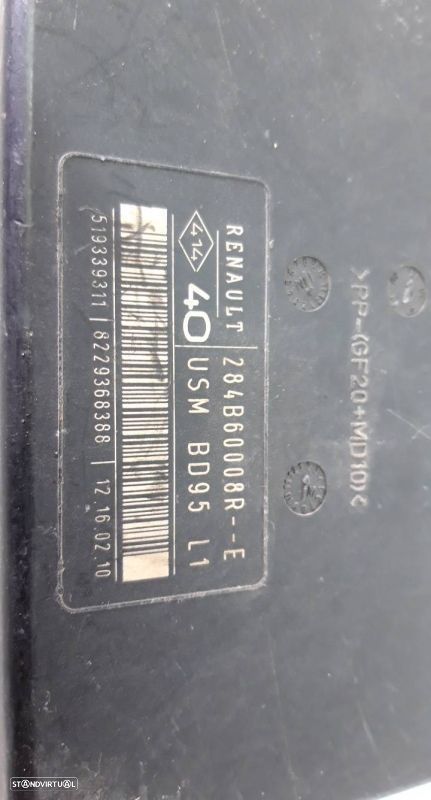 RENAULT 284B60008R--E
414 40 USM BD95 L1
519339311 8229368388 12 16 02 10
>PP-(GF20+MD10)<
STANDVIRTUAL